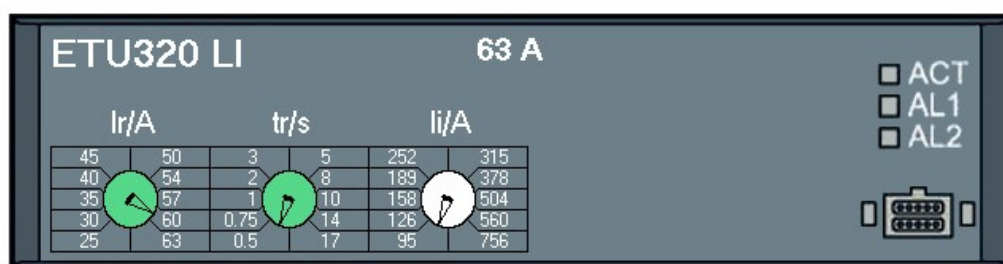 ETU320 LI 63 A
ACT
AL1
AL2
Ir/A tr/s Ii/A
45 50 3 5 252 315
40 54 2 8 189 378
35 57 1 10 158 504
30 60 0.75 14 126 560
25 63 0.5 17 95 756